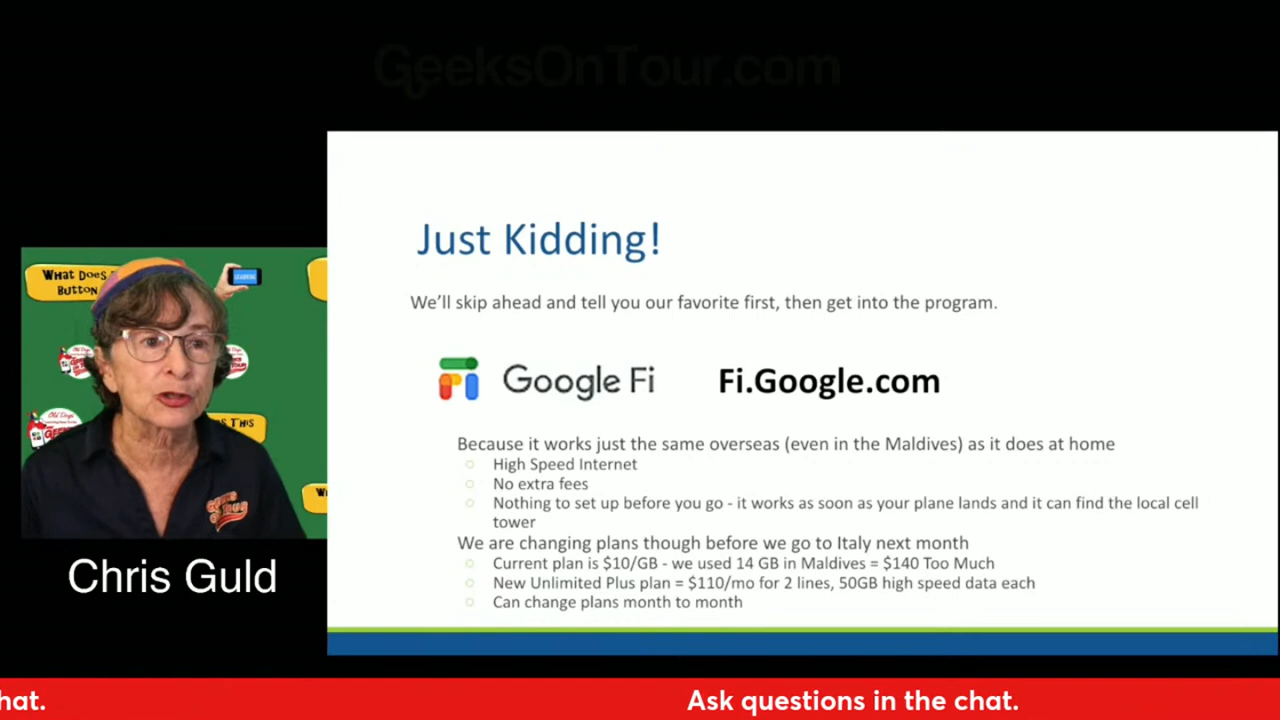 GeeksOnTour.com
Just Kidding!
We'll skip ahead and tell you our favorite first, then get into the program.
Google Fi
Fi.Google.com
Because it works just the same overseas (even in the Maldives) as it does at home
High Speed Internet
No extra fees
Nothing to set up before you go - it works as soon as your plane lands and it can find the local cell
tower
We are changing plans though before we go to Italy next month
Current plan is $10/GB - we used 14 GB in Maldives = $140 Too Much
New Unlimited Plus plan = $110/mo for 2 lines, 50GB high speed data each
Can change plans month to month
What Does
Button
Old Dogs
Old Dogs
This
Chris Guld
hat.
Ask questions in the chat.